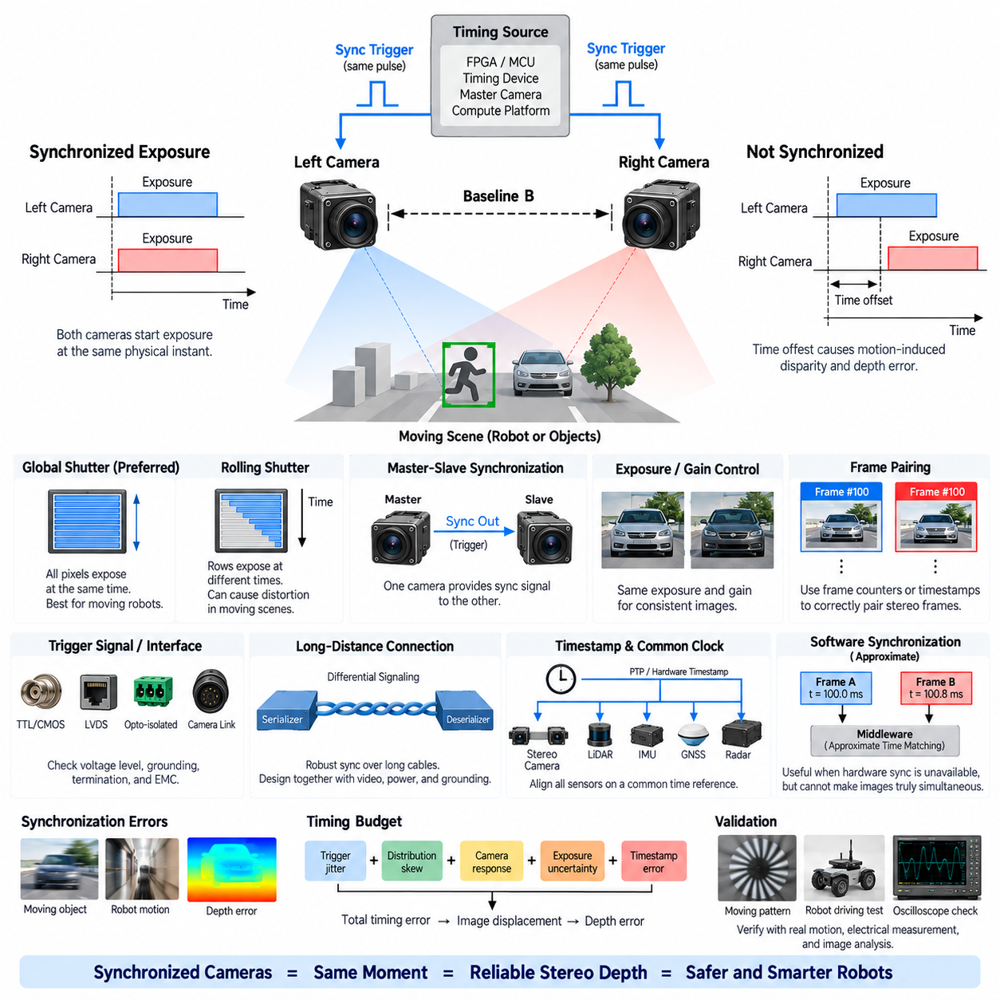 Timing Source
FPGA / MCU
Timing Device
Master Camera
Compute Platform
Sync Trigger
(same pulse)
Sync Trigger
(same pulse)
Left Camera
Right Camera
Baseline B
Synchronized Exposure
Exposure
Left Camera
Exposure
Right Camera
Time
Both cameras start exposure
at the same physical instant.
Not Synchronized
Exposure
Left Camera
Exposure
Right Camera
Time offset
Time
Time offest causes motion-induced
disparity and depth error.
Moving Scene (Robot or Objects)
Global Shutter (Preferred)
All pixels expose
at the same time.
Best for moving robots.
Rolling Shutter
Time
Rows expose at
different times.
Can cause distortion
in moving scenes.
Master-Slave Synchronization
Master
Slave
Sync Out
(Trigger)
One camera provides sync signal
to the other.
Exposure / Gain Control
Same exposure and gain
for consistent images.
Frame Pairing
Frame #100
Frame #100
Use frame counters or timestamps
to correctly pair stereo frames.
Trigger Signal / Interface
TTL/CMOS
LVDS
Opto-isolated
Camera Link
Check voltage level, grounding,
termination, and EMC.
Long-Distance Connection
Differential Signaling
Serializer
Deserializer
Robust sync over long cables.
Design together with video, power, and grounding.
Timestamp & Common Clock
PTP / Hardware Timestamp
Stereo
Camera
LiDAR
IMU
GNSS
Radar
Align all sensors on a common time reference.
Software Synchronization
(Approximate)
Frame A
t = 100.0 ms
Frame B
t = 100.8 ms
Middleware
(Approximate Time Matching)
Useful when hardware sync is unavailable,
but cannot make images truly simultaneous.
Synchronization Errors
Moving object
Robot motion
Depth error
Timing Budget
Trigger
jitter
+
Distribution
skew
+
Camera
response
+
Exposure
uncertainty
+
Timestamp
error
Total timing error → Image displacement → Depth error
Validation
Moving pattern
Robot driving test
Oscilloscope check
Verify with real motion, electrical measurement,
and image analysis.
Synchronized Cameras = Same Moment = Reliable Stereo Depth = Safer and Smarter Robots